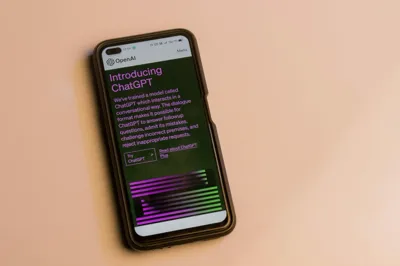 OpenAI
Menu
Introducing
ChatGPT
We've trained a model called
ChatGPT which interacts in a
conversational way. The dialogue
format makes it possible for
ChatGPT to answer followup
questions, admit its mistakes,
challenge incorrect premises, and
reject inappropriate requests.
Try
ChatGPT
Read about ChatGPT
Plus